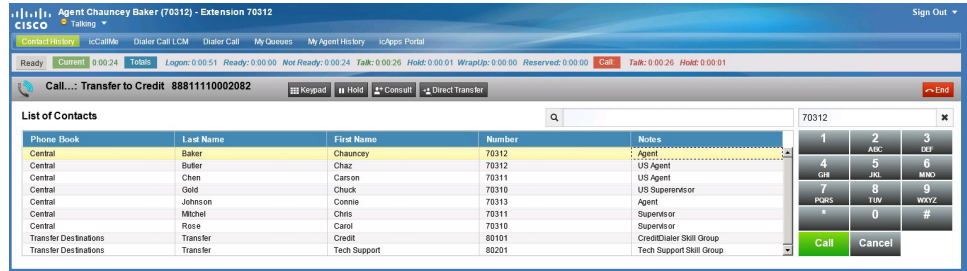 Agent Chauncey Baker (70312) - Extension 70312
Sign Out
CISCO Talking
Contact History icCallMe Dialer Call LCM Dialer Call My Queues My Agent History icApps Portal
Ready Current 0:00:24 Totals Logon: 0:00:51 Ready: 0:00:00 Not Ready: 0:00:24 Talk: 0:00:26 Hold: 0:00:01 WrapUp: 0:00:00 Reserved: 0:00:00 Call: Talk: 0:00:26 Hold: 0:00:01
Call...: Transfer to Credit 88811110002082 Keypad Hold Consult Direct Transfer End
List of Contacts 70312
Phone Book Last Name First Name Number Notes
Central Baker Chauncey 70312 Agent
Central Butler Chaz 70312 US Agent
Central Chen Carson 70311 US Agent
Central Gold Chuck 70310 US Superervisor
Central Johnson Connie 70313 Agent
Central Mitchel Chris 70311 Supervisor
Central Rose Carol 70310 Supervisor
Transfer Destinations Transfer Credit 80101 CreditDialer Skill Group
Transfer Destinations Transfer Tech Support 80201 Tech Support Skill Group
1 2 3
ABC DEF
4 5 6
GHI JKL MNO
7 8 9
PQRS TUV WXYZ
* 0 #
Call Cancel